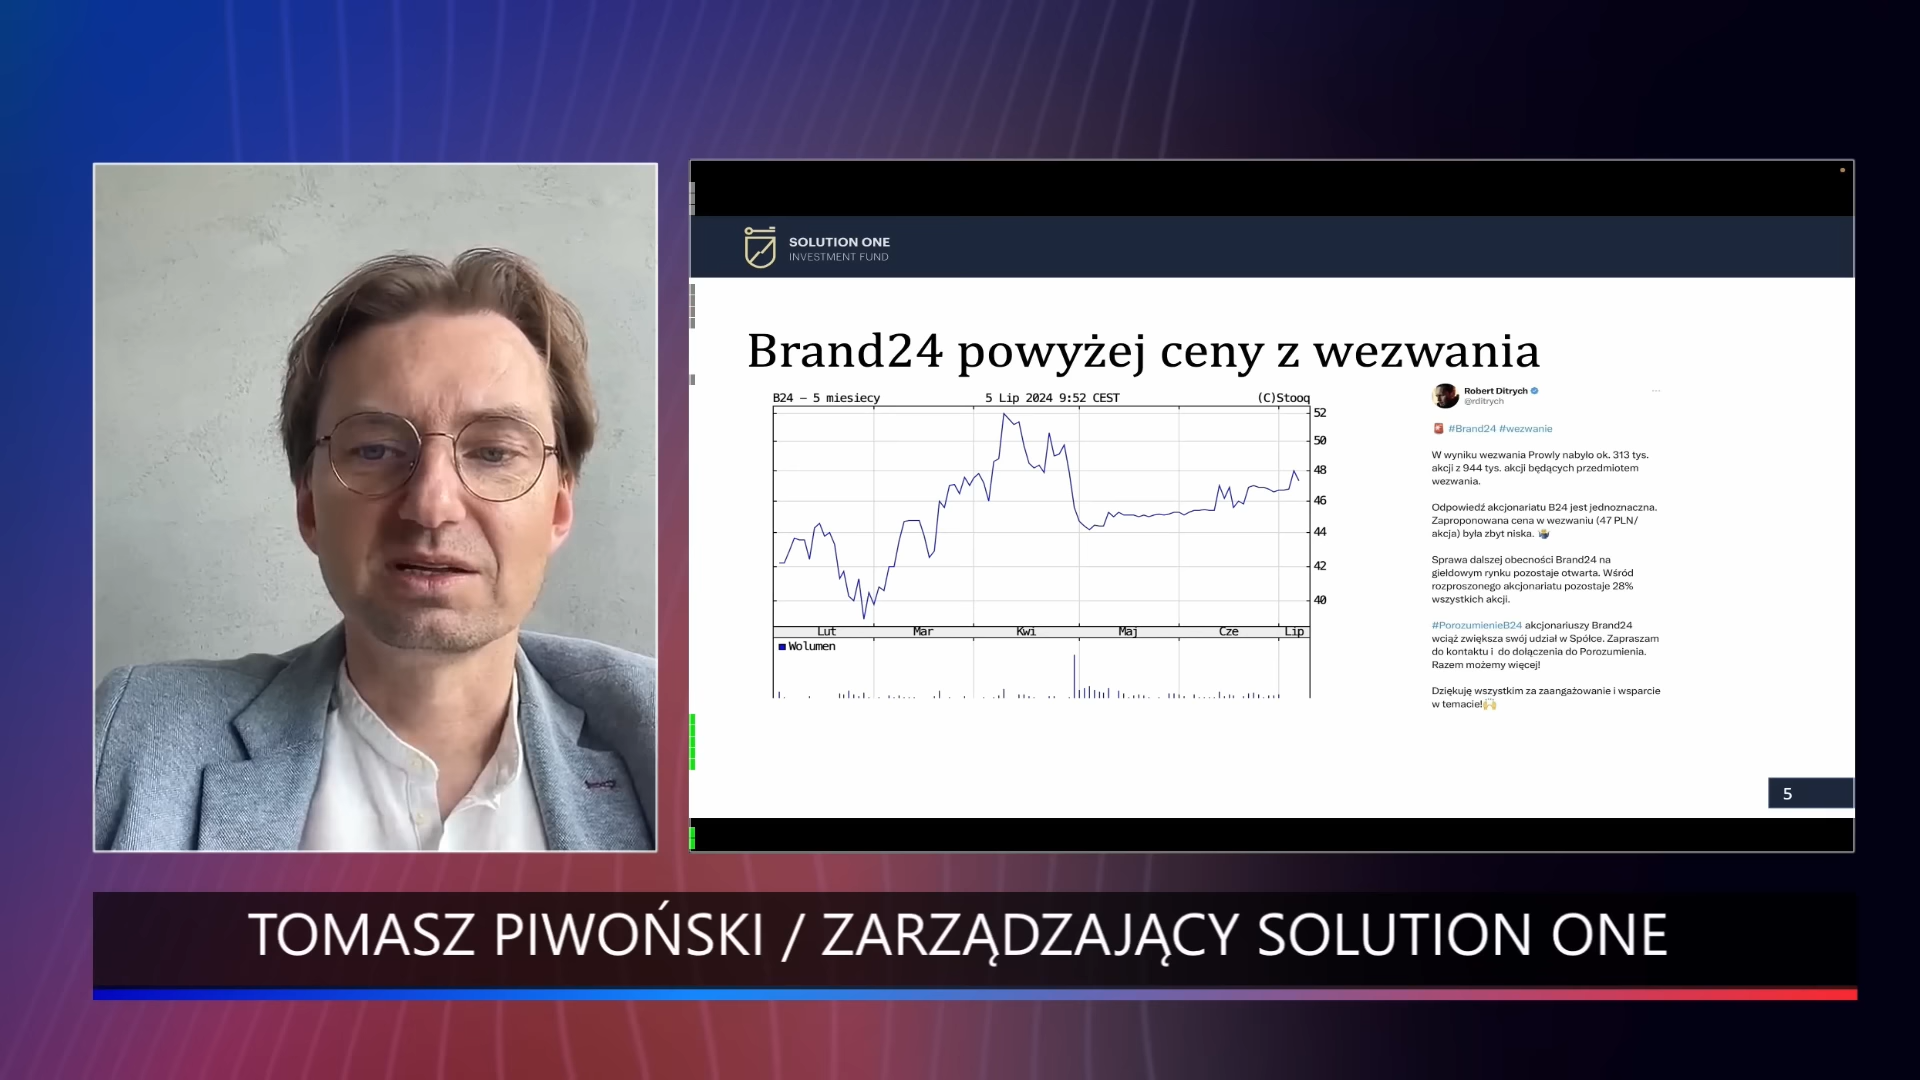 SOLUTION ONE
INVESTMENT FUND
Brand24 powyżej ceny z wezwania
B24 – 5 miesiecy 5 Lip 2024 9:52 CEST (C)Stooq
52
50
48
46
44
42
40
Lut Mar Kwi Maj Cze Lip
Wolumen
Robert Ditrych
@rditrych
#Brand24 #wezwanie
W wyniku wezwania Prowly nabyło ok. 313 tys.
akcji z 944 tys. akcji będących przedmiotem
wezwania.
Odpowiedź akcjonariatu B24 jest jednoznaczna.
Zaproponowana cena w wezwaniu (47 PLN/
akcja) była zbyt niska.
Sprawa dalszej obecności Brand24 na
giełdowym rynku pozostaje otwarta. Wśród
rozproszonego akcjonariatu pozostaje 28%
wszystkich akcji.
#PorozumienieB24 akcjonariuszy Brand24
wciąż zwiększa swój udział w Spółce. Zapraszam
do kontaktu i do dołączenia do Porozumienia.
Razem możemy więcej!
Dziękuję wszystkim za zaangażowanie i wsparcie
w temacie!
5
TOMASZ PIWOŃSKI / ZARZĄDZAJĄCY SOLUTION ONE